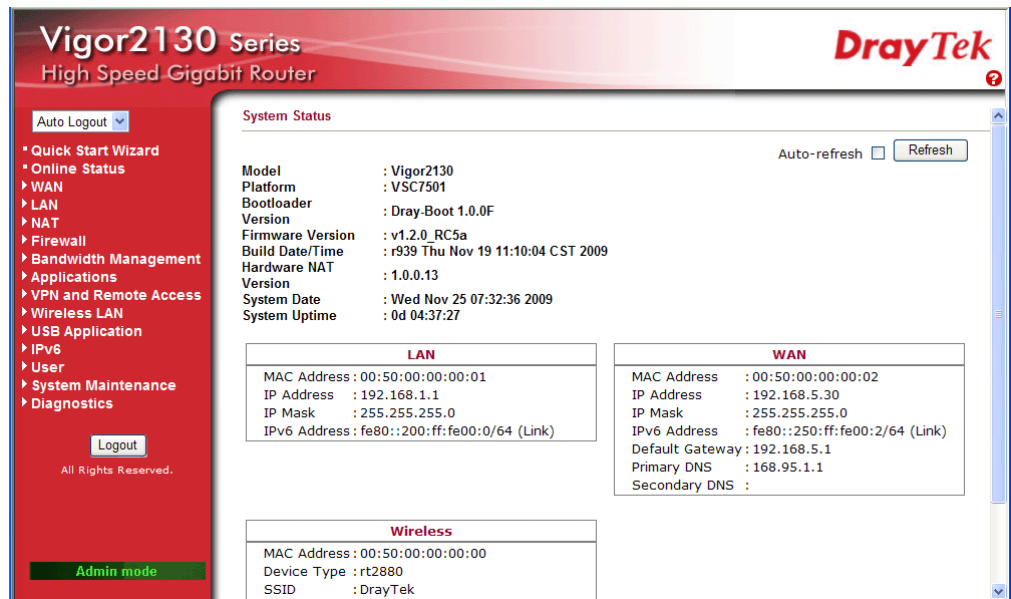 Vigor2130 Series
High Speed Gigabit Router
DrayTek
?
Auto Logout
Quick Start Wizard
Online Status
WAN
LAN
NAT
Firewall
Bandwidth Management
Applications
VPN and Remote Access
Wireless LAN
USB Application
IPv6
User
System Maintenance
Diagnostics
Logout
All Rights Reserved.
Admin mode
System Status
Auto-refresh Refresh
Model : Vigor2130
Platform : VSC7501
Bootloader
Version : Dray-Boot 1.0.0F
Firmware Version : v1.2.0_RC5a
Build Date/Time : r939 Thu Nov 19 11:10:04 CST 2009
Hardware NAT
Version : 1.0.0.13
System Date : Wed Nov 25 07:32:36 2009
System Uptime : 0d 04:37:27
LAN
MAC Address : 00:50:00:00:00:01
IP Address : 192.168.1.1
IP Mask : 255.255.255.0
IPv6 Address : fe80::200:ff:fe00:0/64 (Link)
WAN
MAC Address : 00:50:00:00:00:02
IP Address : 192.168.5.30
IP Mask : 255.255.255.0
IPv6 Address : fe80::250:ff:fe00:2/64 (Link)
Default Gateway : 192.168.5.1
Primary DNS : 168.95.1.1
Secondary DNS :
Wireless
MAC Address : 00:50:00:00:00:00
Device Type : rt2880
SSID : DrayTek